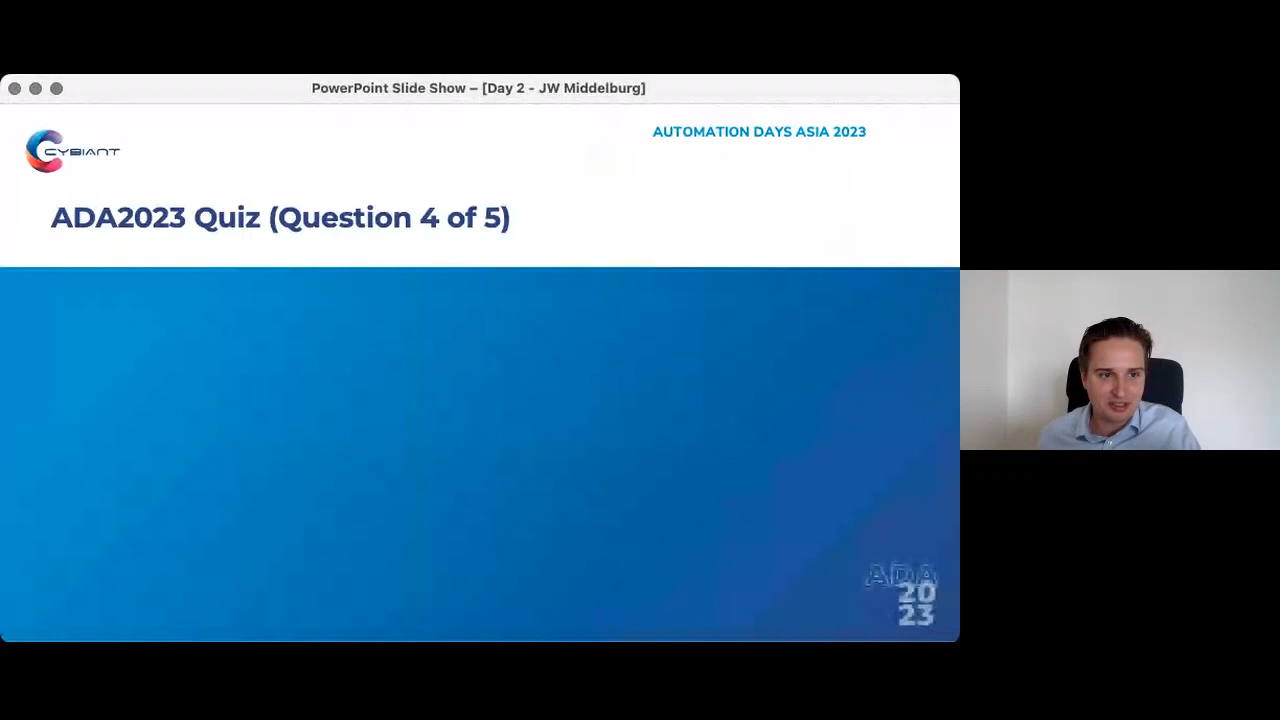 PowerPoint Slide Show – [Day 2 - JW Middelburg]
AUTOMATION DAYS ASIA 2023
CYBIANT
ADA2023 Quiz (Question 4 of 5)
ADA
20
23